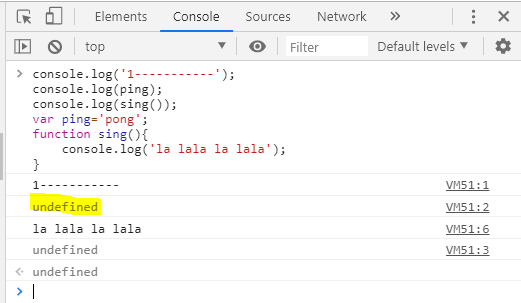 Elements Console Sources Network »
top Filter Default levels
console.log('1-----------');
console.log(ping);
console.log(sing());
var ping='pong';
function sing(){
console.log('la lala la lala');
}
1----------- VM51:1
undefined VM51:2
la lala la lala VM51:6
undefined VM51:3
undefined